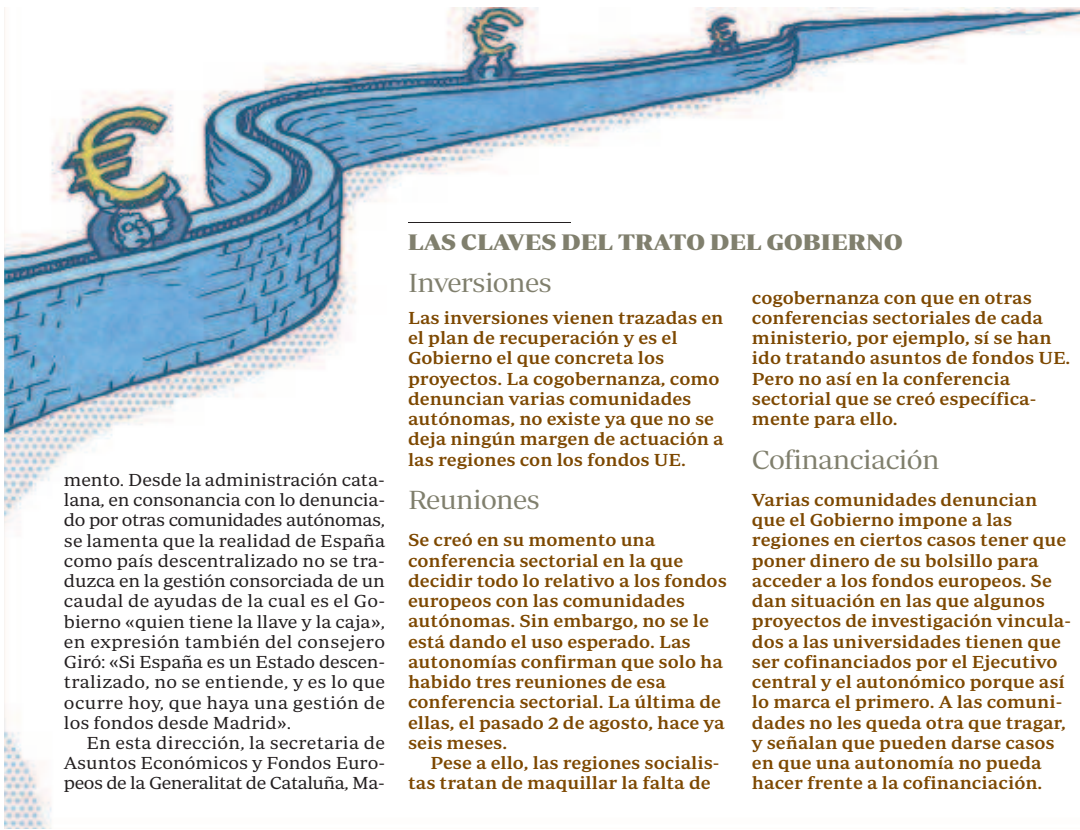 mento. Desde la administración cata-
lana, en consonancia con lo denuncia-
do por otras comunidades autónomas,
se lamenta que la realidad de España
como país descentralizado no se tra-
duzca en la gestión consorciada de un
caudal de ayudas de la cual es el Go-
bierno «quien tiene la llave y la caja»,
en expresión también del consejero
Giró: «Si España es un Estado descen-
tralizado, no se entiende, y es lo que
ocurre hoy, que haya una gestión de
los fondos desde Madrid».
En esta dirección, la secretaria de
Asuntos Económicos y Fondos Euro-
peos de la Generalitat de Cataluña, Ma-
LAS CLAVES DEL TRATO DEL GOBIERNO
Inversiones
Las inversiones vienen trazadas en
el plan de recuperación y es el
Gobierno el que concreta los
proyectos. La cogobernanza, como
denuncian varias comunidades
autónomas, no existe ya que no se
deja ningún margen de actuación a
las regiones con los fondos UE.
Reuniones
Se creó en su momento una
conferencia sectorial en la que
decidir todo lo relativo a los fondos
europeos con las comunidades
autónomas. Sin embargo, no se le
está dando el uso esperado. Las
autonomías confirman que solo ha
habido tres reuniones de esa
conferencia sectorial. La última de
ellas, el pasado 2 de agosto, hace ya
seis meses.
Pese a ello, las regiones socialis-
tas tratan de maquillar la falta de
cogobernanza con que en otras
conferencias sectoriales de cada
ministerio, por ejemplo, sí se han
ido tratando asuntos de fondos UE.
Pero no así en la conferencia
sectorial que se creó específica-
mente para ello.
Cofinanciación
Varias comunidades denuncian
que el Gobierno impone a las
regiones en ciertos casos tener que
poner dinero de su bolsillo para
acceder a los fondos europeos. Se
dan situación en las que algunos
proyectos de investigación vincula-
dos a las universidades tienen que
ser cofinanciados por el Ejecutivo
central y el autonómico porque así
lo marca el primero. A las comuni-
dades no les queda otra que tragar,
y señalan que pueden darse casos
en que una autonomía no pueda
hacer frente a la cofinanciación.